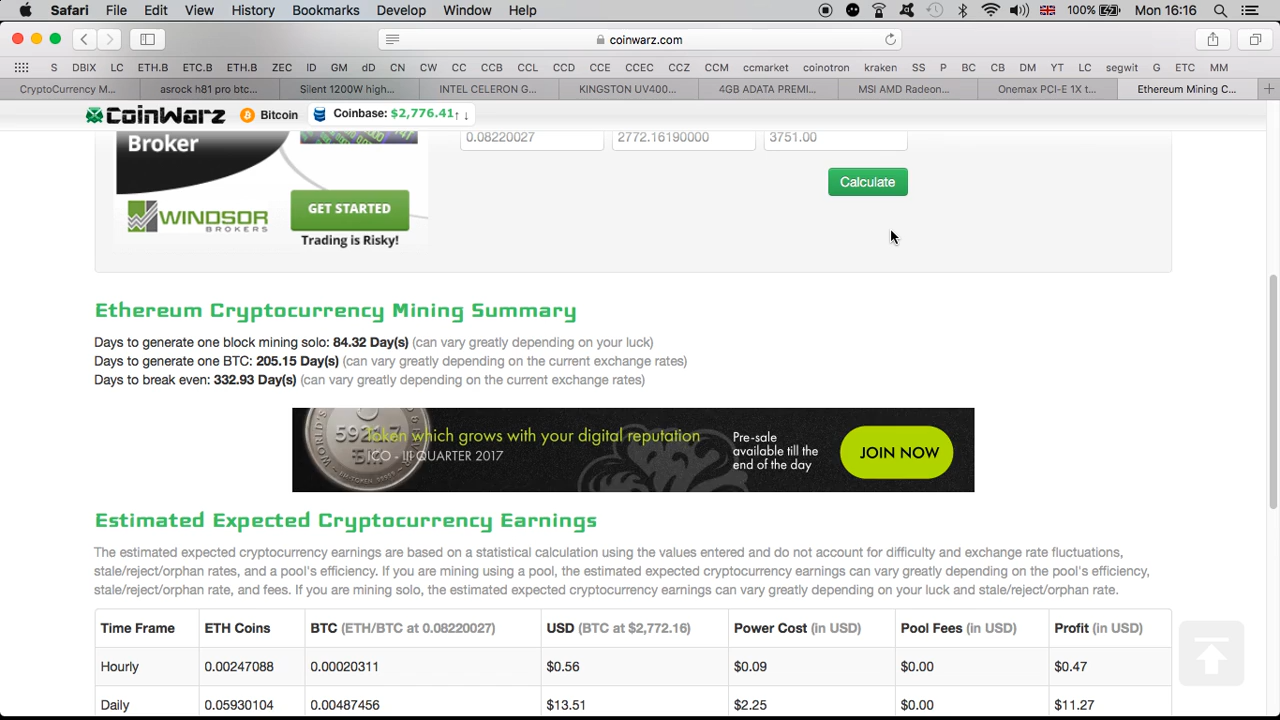 Safari File Edit View History Bookmarks Develop Window Help 100% Mon 16:16
coinwarz.com
S DBIX LC ETH.B ETC.B ETH.B ZEC ID GM dD CN CW CC CCB CCL CCD CCE CCEC CCZ CCM ccmarket coinotron kraken SS P BC CB DM YT LC segwit G ETC MM
CryptoCurrency M... asrock h81 pro btc... Silent 1200W high... INTEL CELERON G... KINGSTON UV400... 4GB ADATA PREMI... MSI AMD Radeon... Onemax PCI-E 1X t... Ethereum Mining C...
CoinWarz Bitcoin Coinbase: $2,776.41↑ ↓
Broker
0.08220027 2772.16190000 3751.00
Calculate
WINDSOR
BROKERS
GET STARTED
Trading is Risky!
Ethereum Cryptocurrency Mining Summary
Days to generate one block mining solo: 84.32 Day(s) (can vary greatly depending on your luck)
Days to generate one BTC: 205.15 Day(s) (can vary greatly depending on the current exchange rates)
Days to break even: 332.93 Day(s) (can vary greatly depending on the current exchange rates)
Token which grows with your digital reputation
ICO - III QUARTER 2017
Pre-sale
available till the
end of the day
JOIN NOW
Estimated Expected Cryptocurrency Earnings
The estimated expected cryptocurrency earnings are based on a statistical calculation using the values entered and do not account for difficulty and exchange rate fluctuations,
stale/reject/orphan rates, and a pool's efficiency. If you are mining using a pool, the estimated expected cryptocurrency earnings can vary greatly depending on the pool's efficiency,
stale/reject/orphan rate, and fees. If you are mining solo, the estimated expected cryptocurrency earnings can vary greatly depending on your luck and stale/reject/orphan rate.
Time Frame ETH Coins BTC (ETH/BTC at 0.08220027) USD (BTC at $2,772.16) Power Cost (in USD) Pool Fees (in USD) Profit (in USD)
Hourly 0.00247088 0.00020311 $0.56 $0.09 $0.00 $0.47
Daily 0.05930104 0.00487456 $13.51 $2.25 $0.00 $11.27